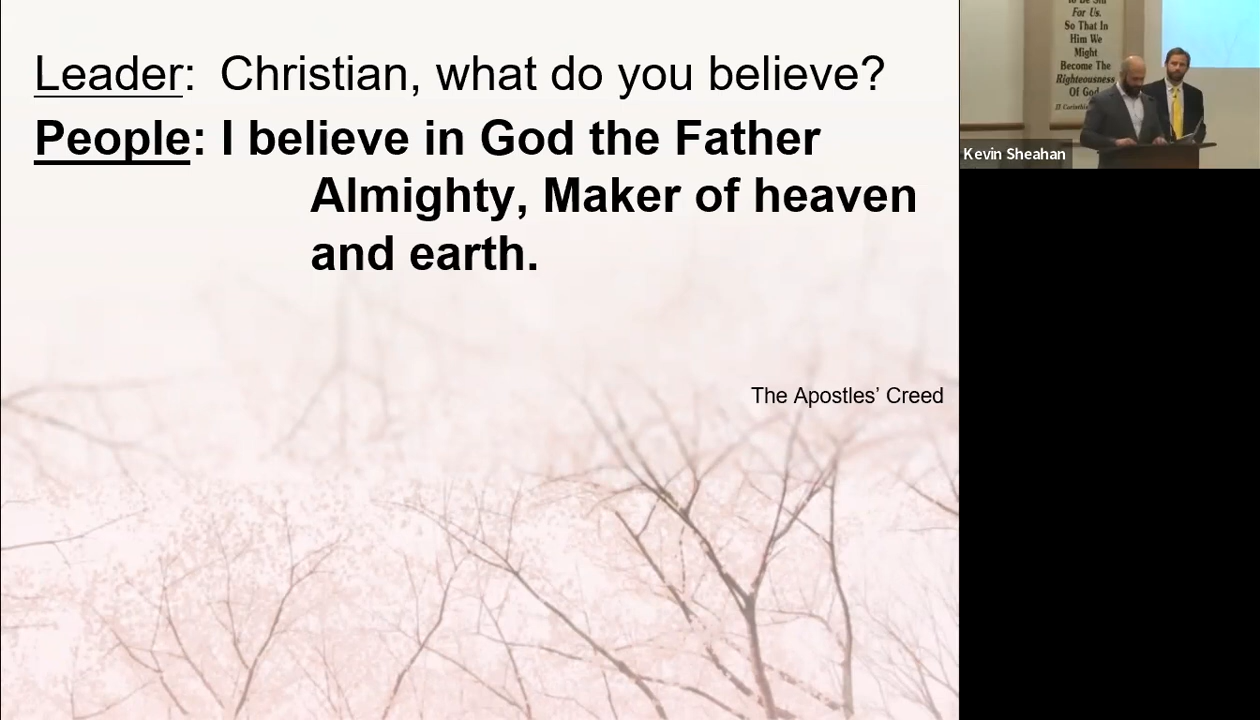 Leader: Christian, what do you believe?
People: I believe in God the Father
Almighty, Maker of heaven
and earth.
The Apostles’ Creed
For Us.
So That In
Him We
Might
Become The
Righteousness
Of God
Kevin Sheahan